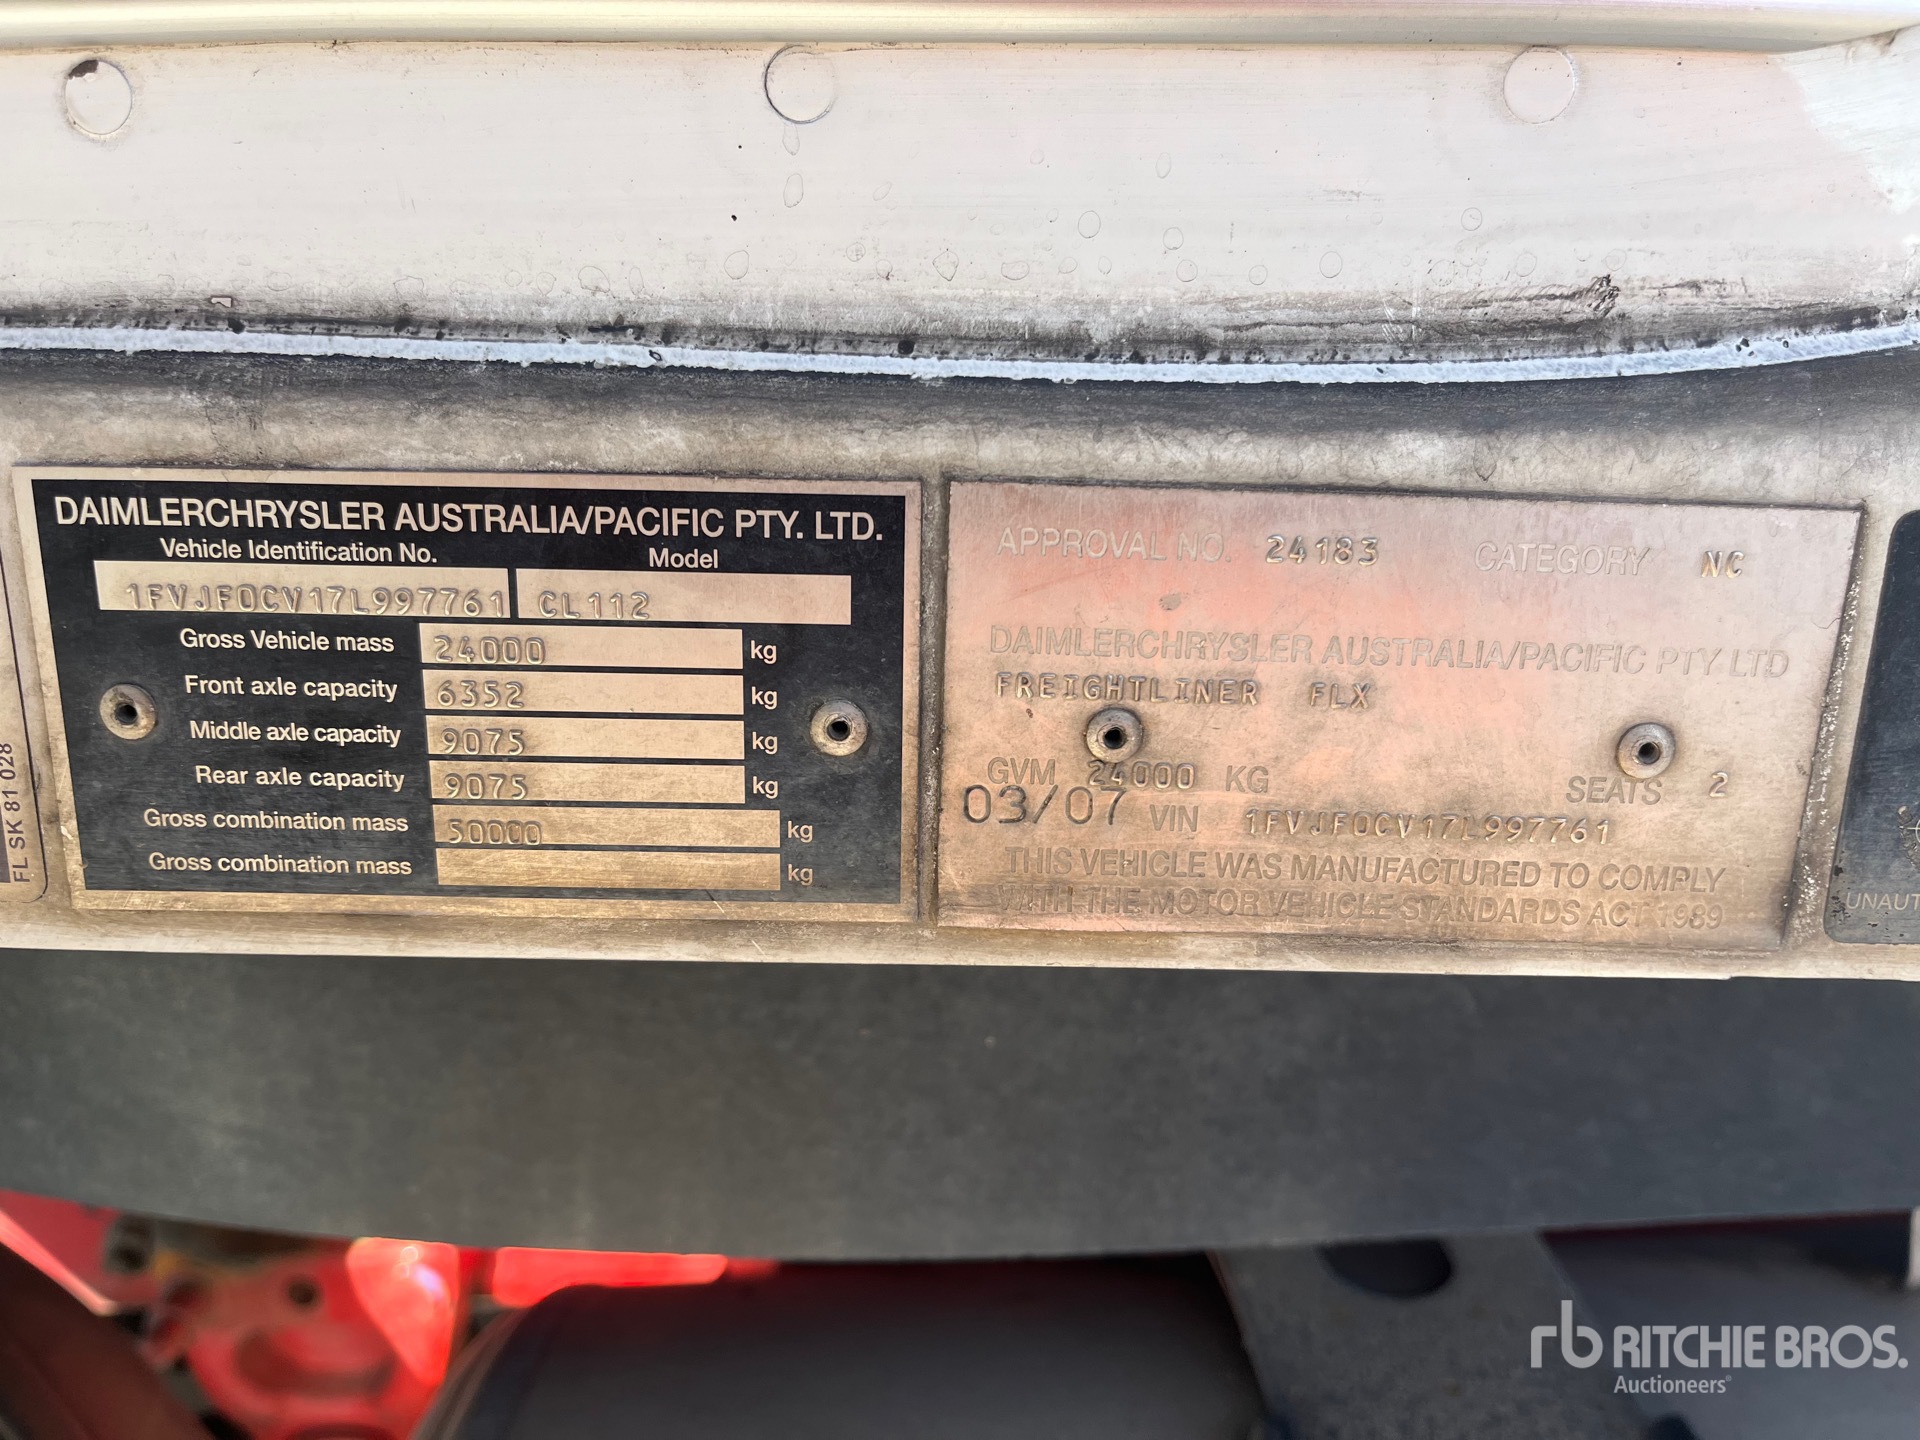 DAIMLERCHRYSLER AUSTRALIA/PACIFIC PTY. LTD.
Vehicle Identification No. Model
1FVJF0CV17L997761 CL112
Gross Vehicle mass 24000 kg
Front axle capacity 6352 kg
Middle axle capacity 9075 kg
Rear axle capacity 9075 kg
Gross combination mass 50000 kg
Gross combination mass kg
FL SK 81 028
APPROVAL NO. 24183 CATEGORY NC
DAIMLERCHRYSLER AUSTRALIA/PACIFIC PTY LTD
FREIGHTLINER FLX
GVM 24000 KG SEATS 2
03/07 VIN 1FVJF0CV17L997761
THIS VEHICLE WAS MANUFACTURED TO COMPLY
WITH THE MOTOR VEHICLE STANDARDS ACT 1989
UNAUT
rb RITCHIE BROS.
Auctioneers